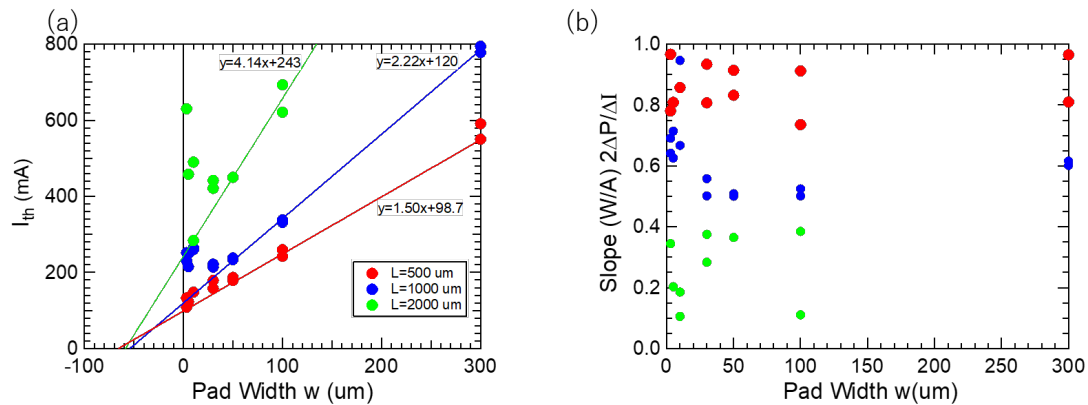 (a)
800
600
400
200
0
I_th (mA)
y=4.14x+243
y=2.22x+120
y=1.50x+98.7
L=500 um
L=1000 um
L=2000 um
-100
0
100
200
300
Pad Width w (um)
(b)
1.0
0.8
0.6
0.4
0.2
0.0
Slope (W/A) 2ΔP/ΔI
0
50
100
150
200
250
300
Pad Width w(um)